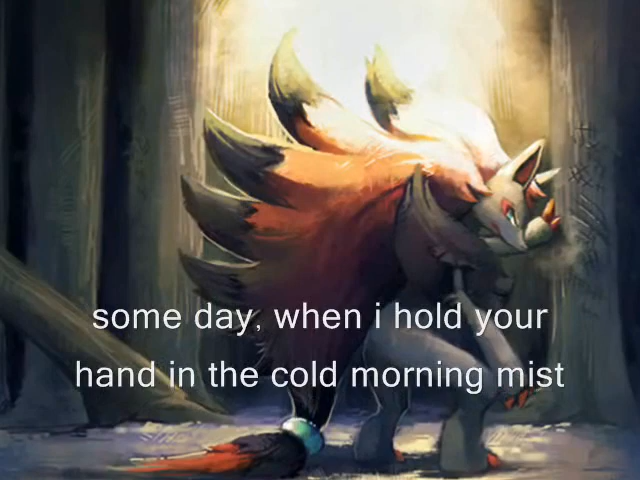 some day, when i hold your
hand in the cold morning mist